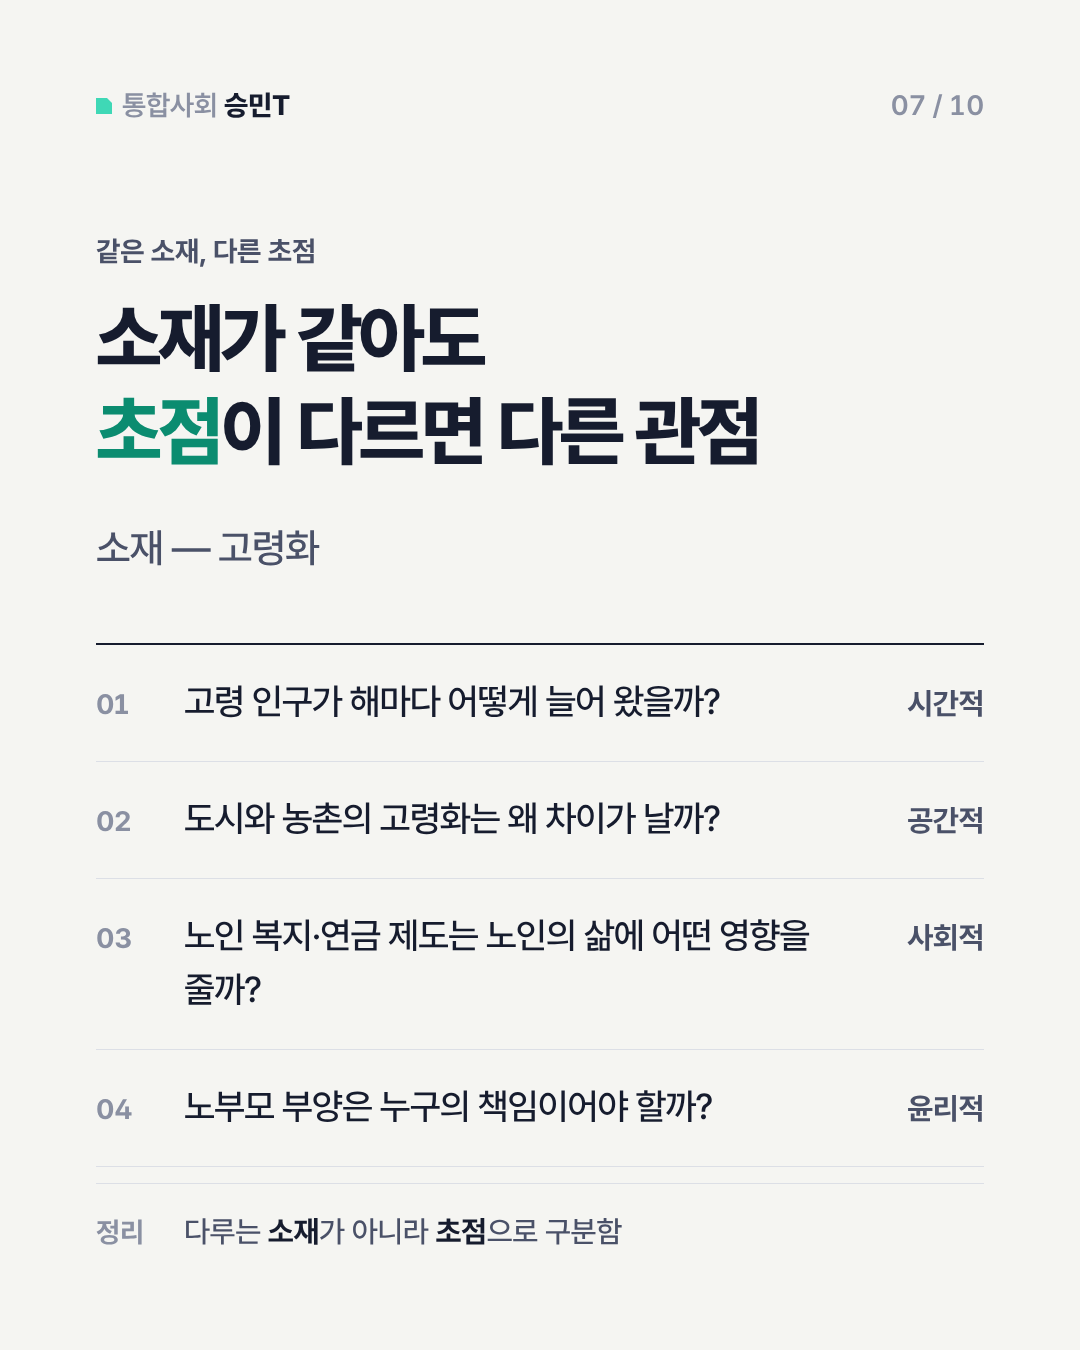 통합사회 승민T
07 / 10
같은 소재, 다른 초점
소재가 같아도
초점이 다르면 다른 관점
소재 — 고령화
01 고령 인구가 해마다 어떻게 늘어 왔을까? 시간적
02 도시와 농촌의 고령화는 왜 차이가 날까? 공간적
03 노인 복지·연금 제도는 노인의 삶에 어떤 영향을 사회적
줄까?
04 노부모 부양은 누구의 책임이어야 할까? 윤리적
정리 다루는 소재가 아니라 초점으로 구분함